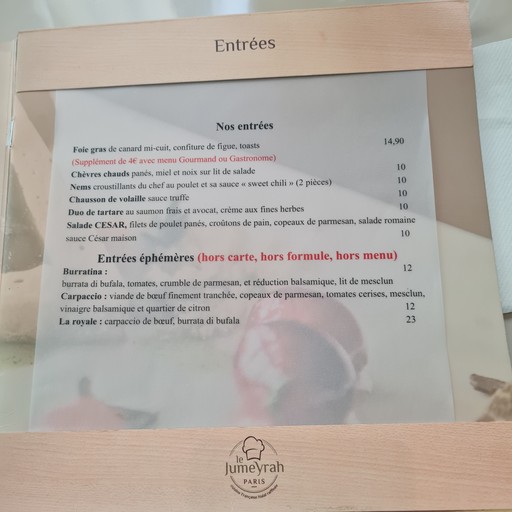 Entrées
Nos entrées
Foie gras de canard mi-cuit, confiture de figue, toasts 14,90
(Supplément de 4€ avec menu Gourmand ou Gastronome)
Chèvres chauds panés, miel et noix sur lit de salade 10
Nems croustillants du chef au poulet et sa sauce « sweet chili » (2 pièces) 10
Chausson de volaille sauce truffe 10
Duo de tartare au saumon frais et avocat, crème aux fines herbes 10
Salade CESAR, filets de poulet panés, croûtons de pain, copeaux de parmesan, salade romaine
sauce César maison 10
Entrées éphémères (hors carte, hors formule, hors menu)
Burratina : 12
burrata di bufala, tomates, crumble de parmesan, et réduction balsamique, lit de mesclun
Carpaccio : viande de bœuf finement tranchée, copeaux de parmesan, tomates cerises, mesclun,
vinaigre balsamique et quartier de citron 12
La royale : carpaccio de bœuf, burrata di bufala 23
le
Jumeyrah
PARIS